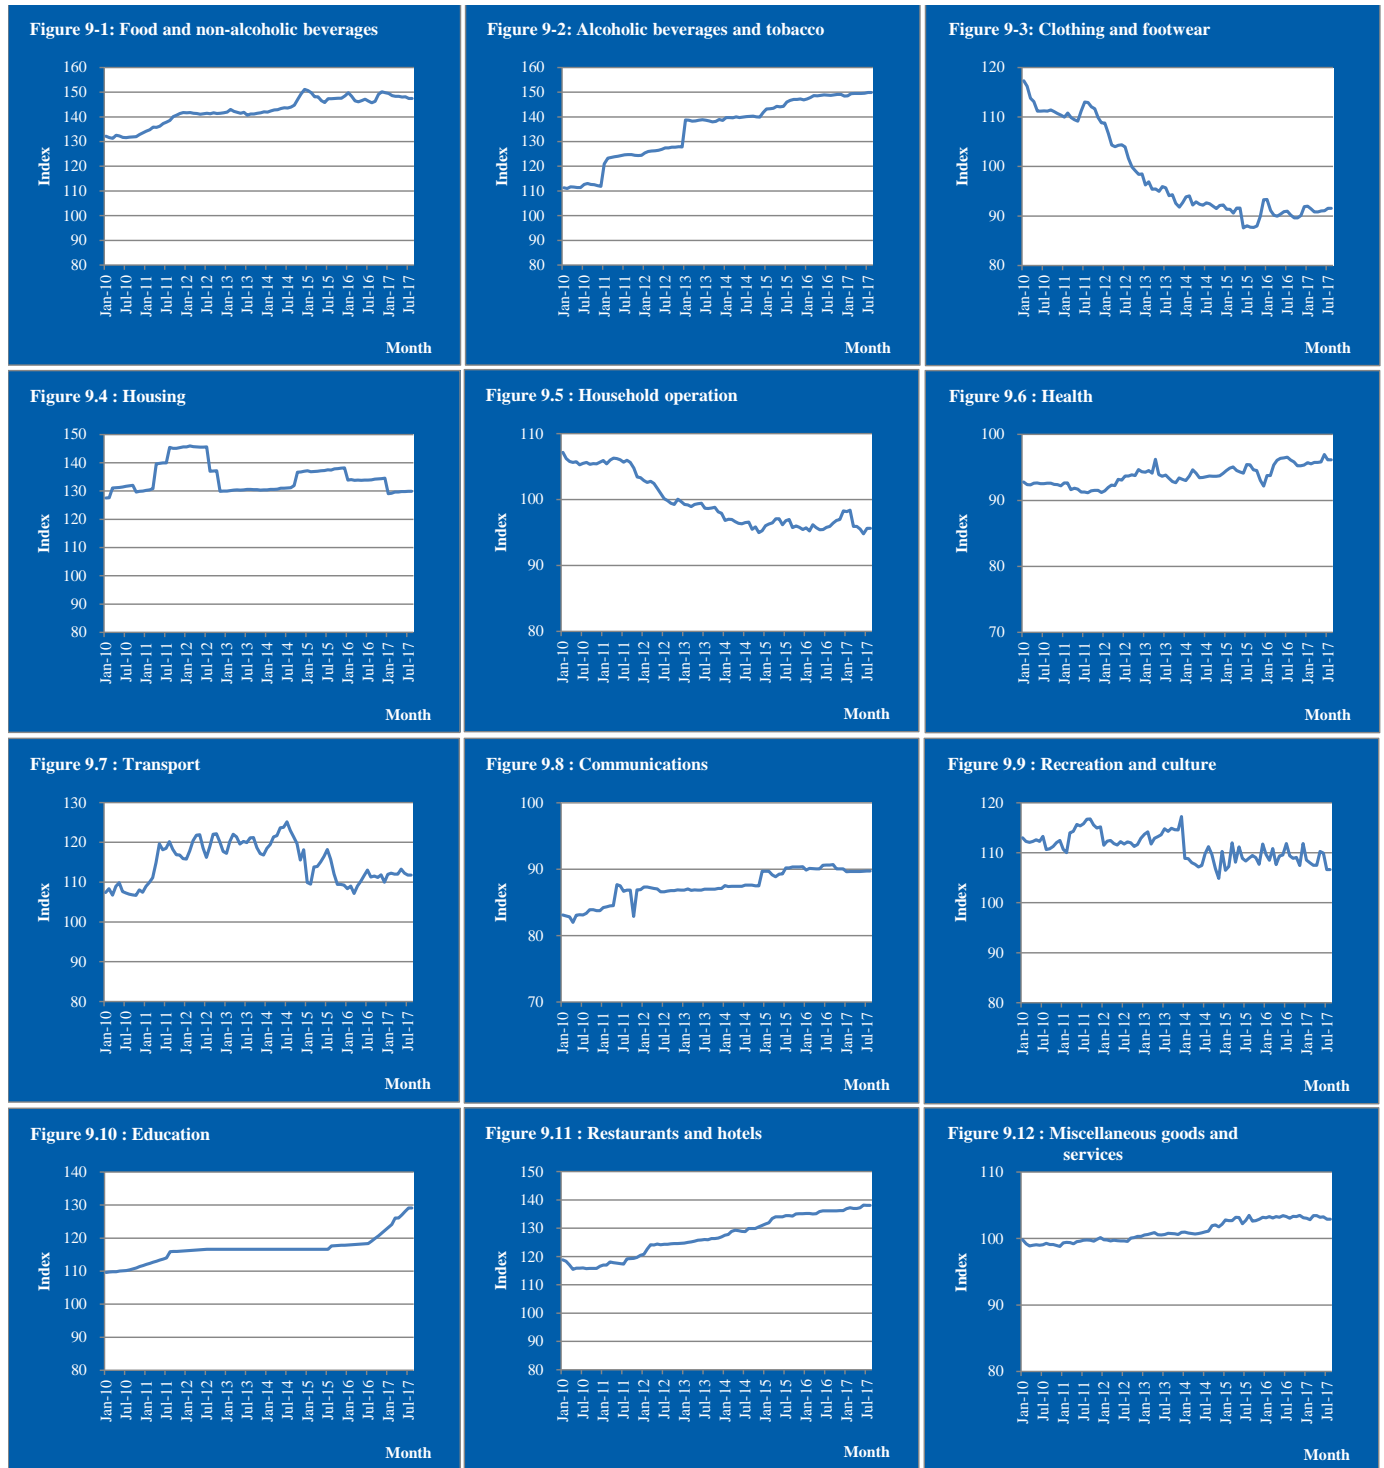 Figure 9-1: Food and non-alcoholic beverages
160
150
140
130
120
110
100
90
80
Index
Jan-10
Jul-10
Jan-11
Jul-11
Jan-12
Jul-12
Jan-13
Jul-13
Jan-14
Jul-14
Jan-15
Jul-15
Jan-16
Jul-16
Jan-17
Jul-17
Month
Figure 9-2: Alcoholic beverages and tobacco
160
150
140
130
120
110
100
90
80
Index
Jan-10
Jul-10
Jan-11
Jul-11
Jan-12
Jul-12
Jan-13
Jul-13
Jan-14
Jul-14
Jan-15
Jul-15
Jan-16
Jul-16
Jan-17
Jul-17
Month
Figure 9-3: Clothing and footwear
120
110
100
90
80
Index
Jan-10
Jul-10
Jan-11
Jul-11
Jan-12
Jul-12
Jan-13
Jul-13
Jan-14
Jul-14
Jan-15
Jul-15
Jan-16
Jul-16
Jan-17
Jul-17
Month
Figure 9.4 : Housing
150
140
130
120
110
100
90
80
Index
Jan-10
Jul-10
Jan-11
Jul-11
Jan-12
Jul-12
Jan-13
Jul-13
Jan-14
Jul-14
Jan-15
Jul-15
Jan-16
Jul-16
Jan-17
Jul-17
Month
Figure 9.5 : Household operation
110
100
90
80
Index
Jan-10
Jul-10
Jan-11
Jul-11
Jan-12
Jul-12
Jan-13
Jul-13
Jan-14
Jul-14
Jan-15
Jul-15
Jan-16
Jul-16
Jan-17
Jul-17
Month
Figure 9.6 : Health
100
90
80
70
Index
Jan-10
Jul-10
Jan-11
Jul-11
Jan-12
Jul-12
Jan-13
Jul-13
Jan-14
Jul-14
Jan-15
Jul-15
Jan-16
Jul-16
Jan-17
Jul-17
Month
Figure 9.7 : Transport
130
120
110
100
90
80
Index
Jan-10
Jul-10
Jan-11
Jul-11
Jan-12
Jul-12
Jan-13
Jul-13
Jan-14
Jul-14
Jan-15
Jul-15
Jan-16
Jul-16
Jan-17
Jul-17
Month
Figure 9.8 : Communications
100
90
80
70
Index
Jan-10
Jul-10
Jan-11
Jul-11
Jan-12
Jul-12
Jan-13
Jul-13
Jan-14
Jul-14
Jan-15
Jul-15
Jan-16
Jul-16
Jan-17
Jul-17
Month
Figure 9.9 : Recreation and culture
120
110
100
90
80
Index
Jan-10
Jul-10
Jan-11
Jul-11
Jan-12
Jul-12
Jan-13
Jul-13
Jan-14
Jul-14
Jan-15
Jul-15
Jan-16
Jul-16
Jan-17
Jul-17
Month
Figure 9.10 : Education
140
130
120
110
100
90
80
Index
Jan-10
Jul-10
Jan-11
Jul-11
Jan-12
Jul-12
Jan-13
Jul-13
Jan-14
Jul-14
Jan-15
Jul-15
Jan-16
Jul-16
Jan-17
Jul-17
Month
Figure 9.11 : Restaurants and hotels
150
140
130
120
110
100
90
80
Index
Jan-10
Jul-10
Jan-11
Jul-11
Jan-12
Jul-12
Jan-13
Jul-13
Jan-14
Jul-14
Jan-15
Jul-15
Jan-16
Jul-16
Jan-17
Jul-17
Month
Figure 9.12 : Miscellaneous goods and
services
110
100
90
80
Index
Jan-10
Jul-10
Jan-11
Jul-11
Jan-12
Jul-12
Jan-13
Jul-13
Jan-14
Jul-14
Jan-15
Jul-15
Jan-16
Jul-16
Jan-17
Jul-17
Month